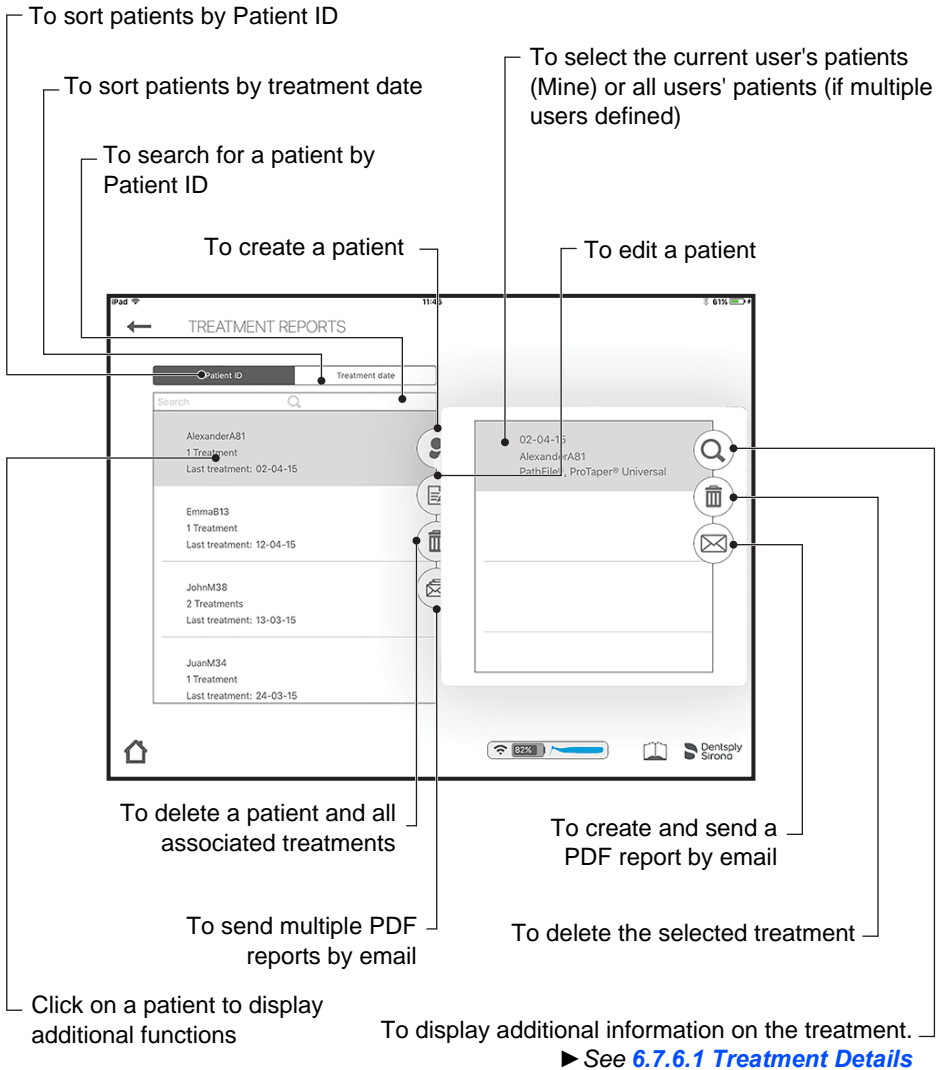 To sort patients by Patient ID
To select the current user's patients
(Mine) or all users' patients (if multiple
users defined)
To sort patients by treatment date
To search for a patient by
Patient ID
To create a patient
To edit a patient
iPad
11:45
61%
TREATMENT REPORTS
Patient ID
Treatment date
Search
AlexanderA81
1 Treatment
Last treatment: 02-04-15
EmmaB13
1 Treatment
Last treatment: 12-04-15
JohnM38
2 Treatments
Last treatment: 13-03-15
JuanM34
1 Treatment
Last treatment: 24-03-15
02-04-15
AlexanderA81
PathFile®, ProTaper® Universal
82%
Dentsply
Sirona
To delete a patient and all
associated treatments
To create and send a
PDF report by email
To send multiple PDF
reports by email
To delete the selected treatment
Click on a patient to display
additional functions
To display additional information on the treatment.
►See 6.7.6.1 Treatment Details